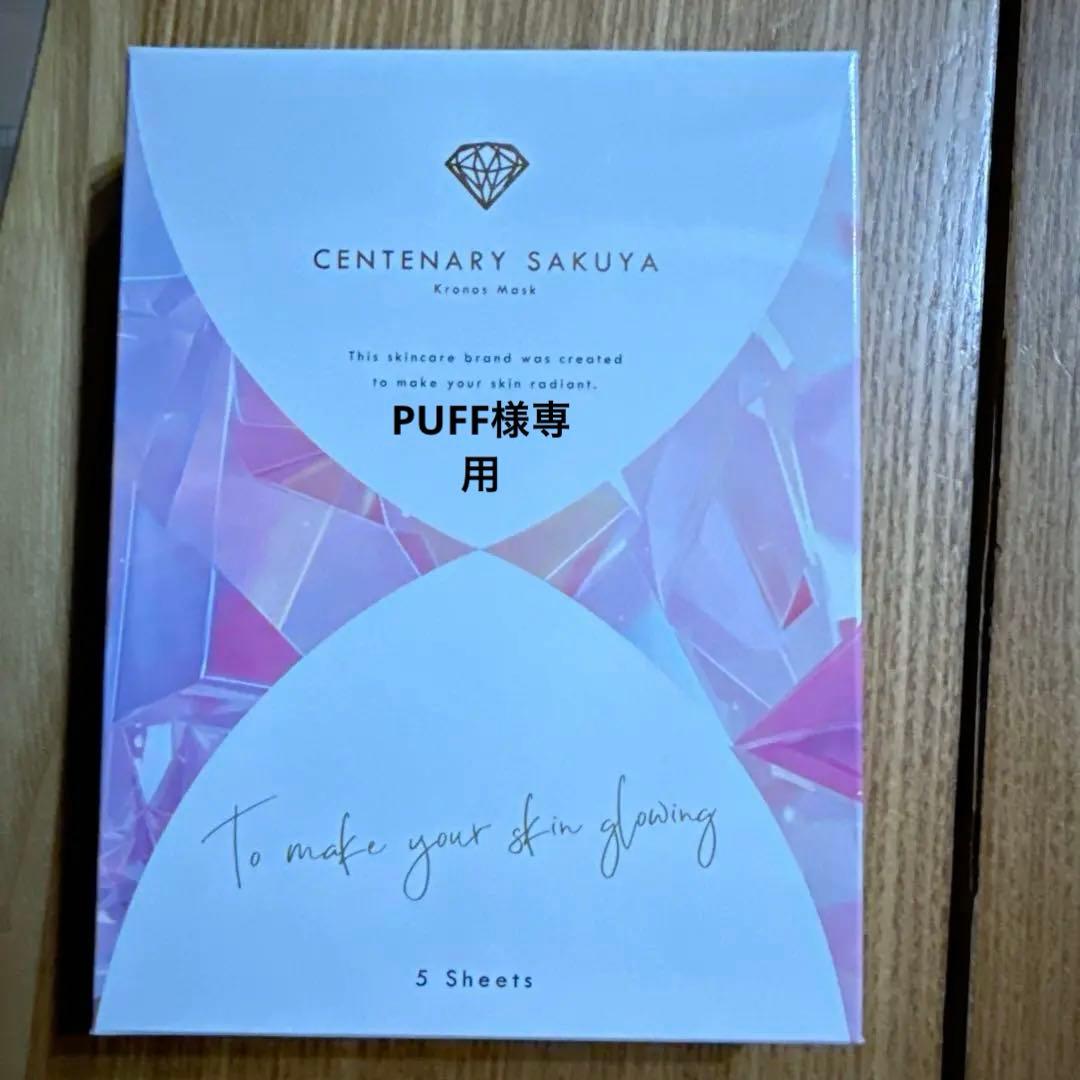 CENTENARY SAKUYA
Kronos Mask
This skincare brand was created
to make your skin radiant.
PUFF様専
用
To make your skin glowing
5 Sheets